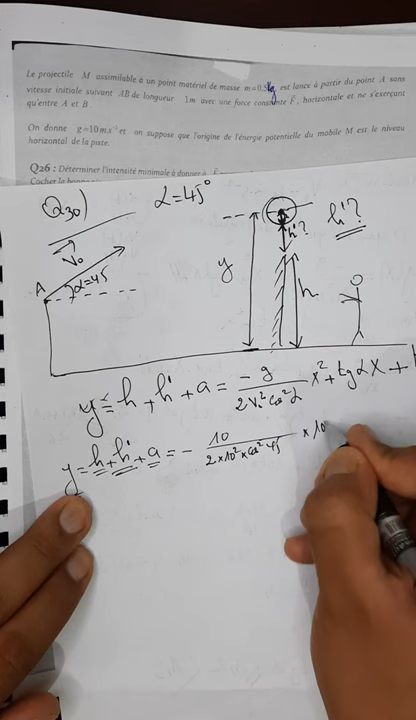 Le projectile M assimilable à un point matériel de masse m=0.5kg, est lancé à partir du point A sans
vitesse initiale suivant AB de longueur 1m avec une force constante F, horizontale et ne s'exerçant
qu'entre A et B.
On donne g=10m.s⁻² et on suppose que l'origine de l'énergie potentielle du mobile M est le niveau
horizontal de la piste.
Q26 : Déterminer l'intensité minimale à donner à
Cocher la bonne
Q30) α=45°
V₀
h'?
h'?
A α=45
y
h
y = h + h' + a = -g / 2V₀² cos²α x² + tgα x +
y = h + h' + a = - 10 / 2×10²×cos²45 × 10